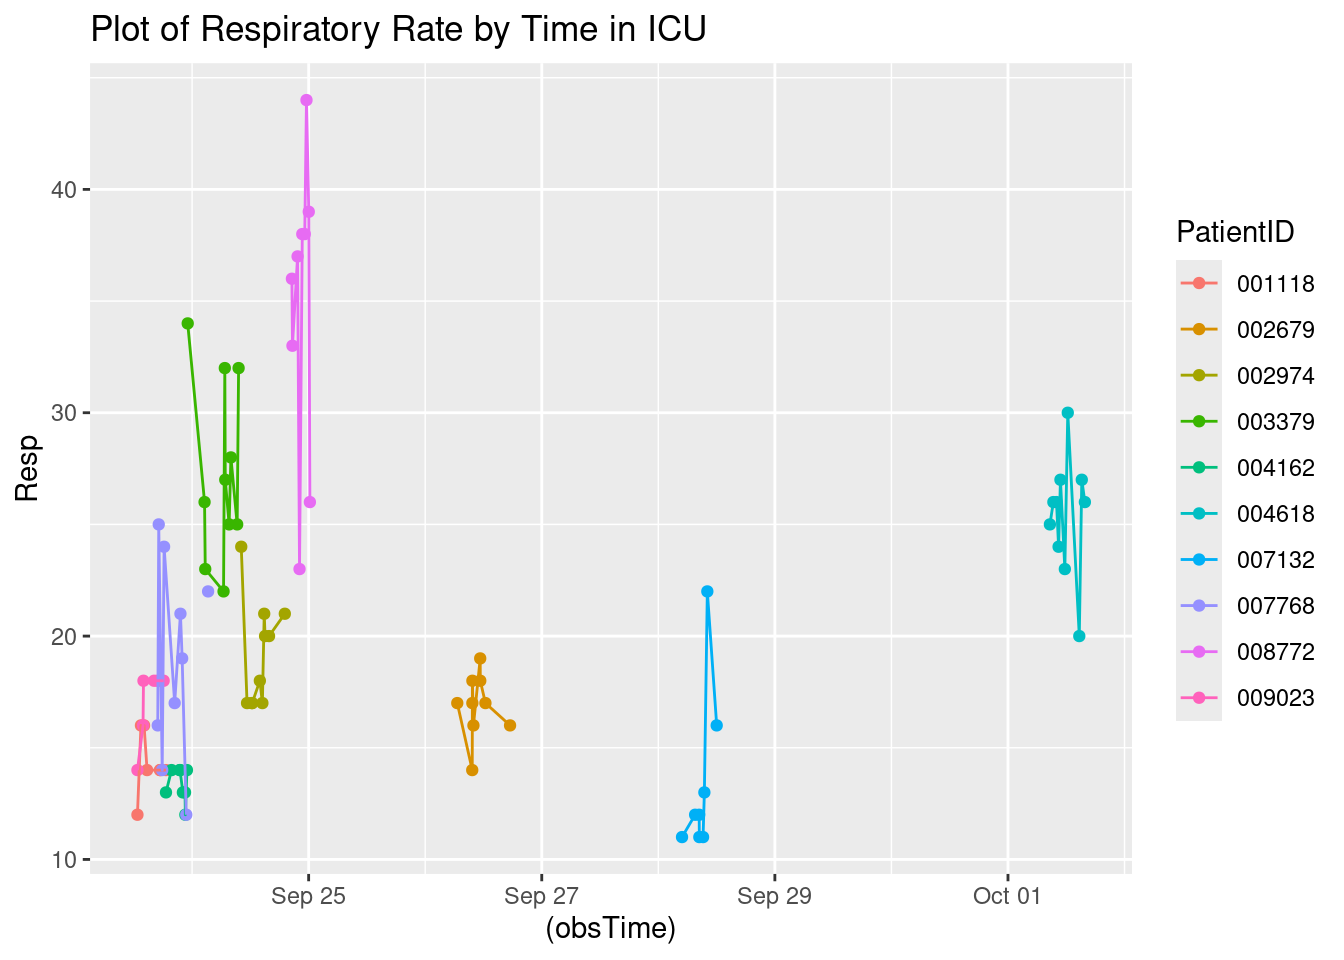 Plot of Respiratory Rate by Time in ICU
40
30
20
10
Resp
Sep 25
Sep 27
Sep 29
Oct 01
(obsTime)
PatientID
001118
002679
002974
003379
004162
004618
007132
007768
008772
009023